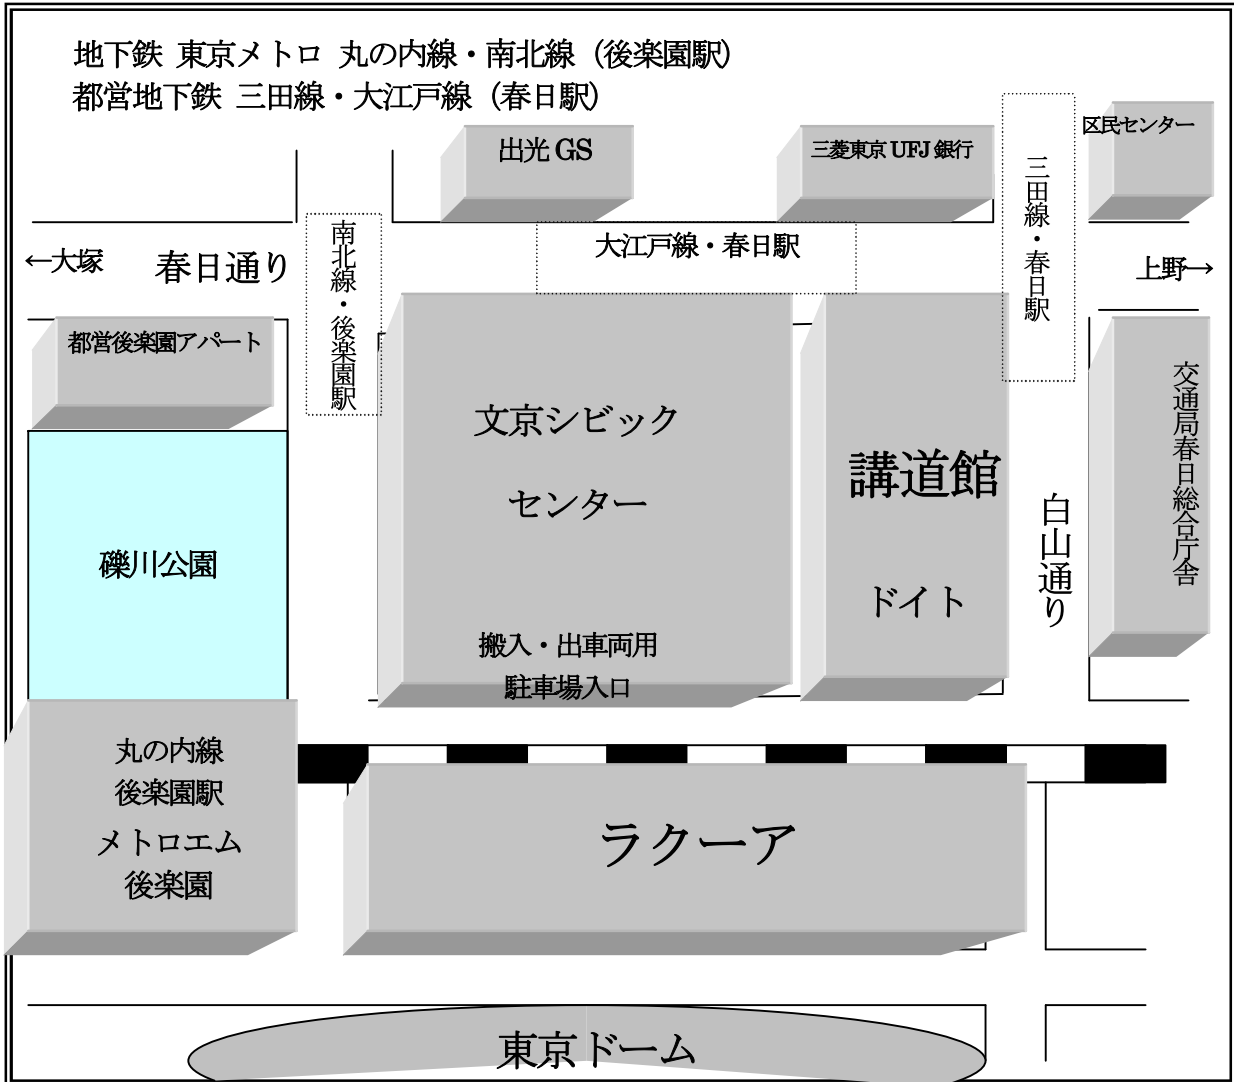 地下鉄 東京メトロ 丸の内線・南北線（後楽園駅）
都営地下鉄 三田線・大江戸線（春日駅）
出光 GS
三菱東京 UFJ 銀行
区民センター
三田線・春日駅
南北線・後楽園駅
大江戸線・春日駅
←大塚
春日通り
上野→
都営後楽園アパート
文京シビック
センター
講道館
ドイト
白山通り
交通局春日総合庁舎
礫川公園
搬入・出車両用
駐車場入口
丸の内線
後楽園駅
メトロエム
後楽園
ラクーア
東京ドーム